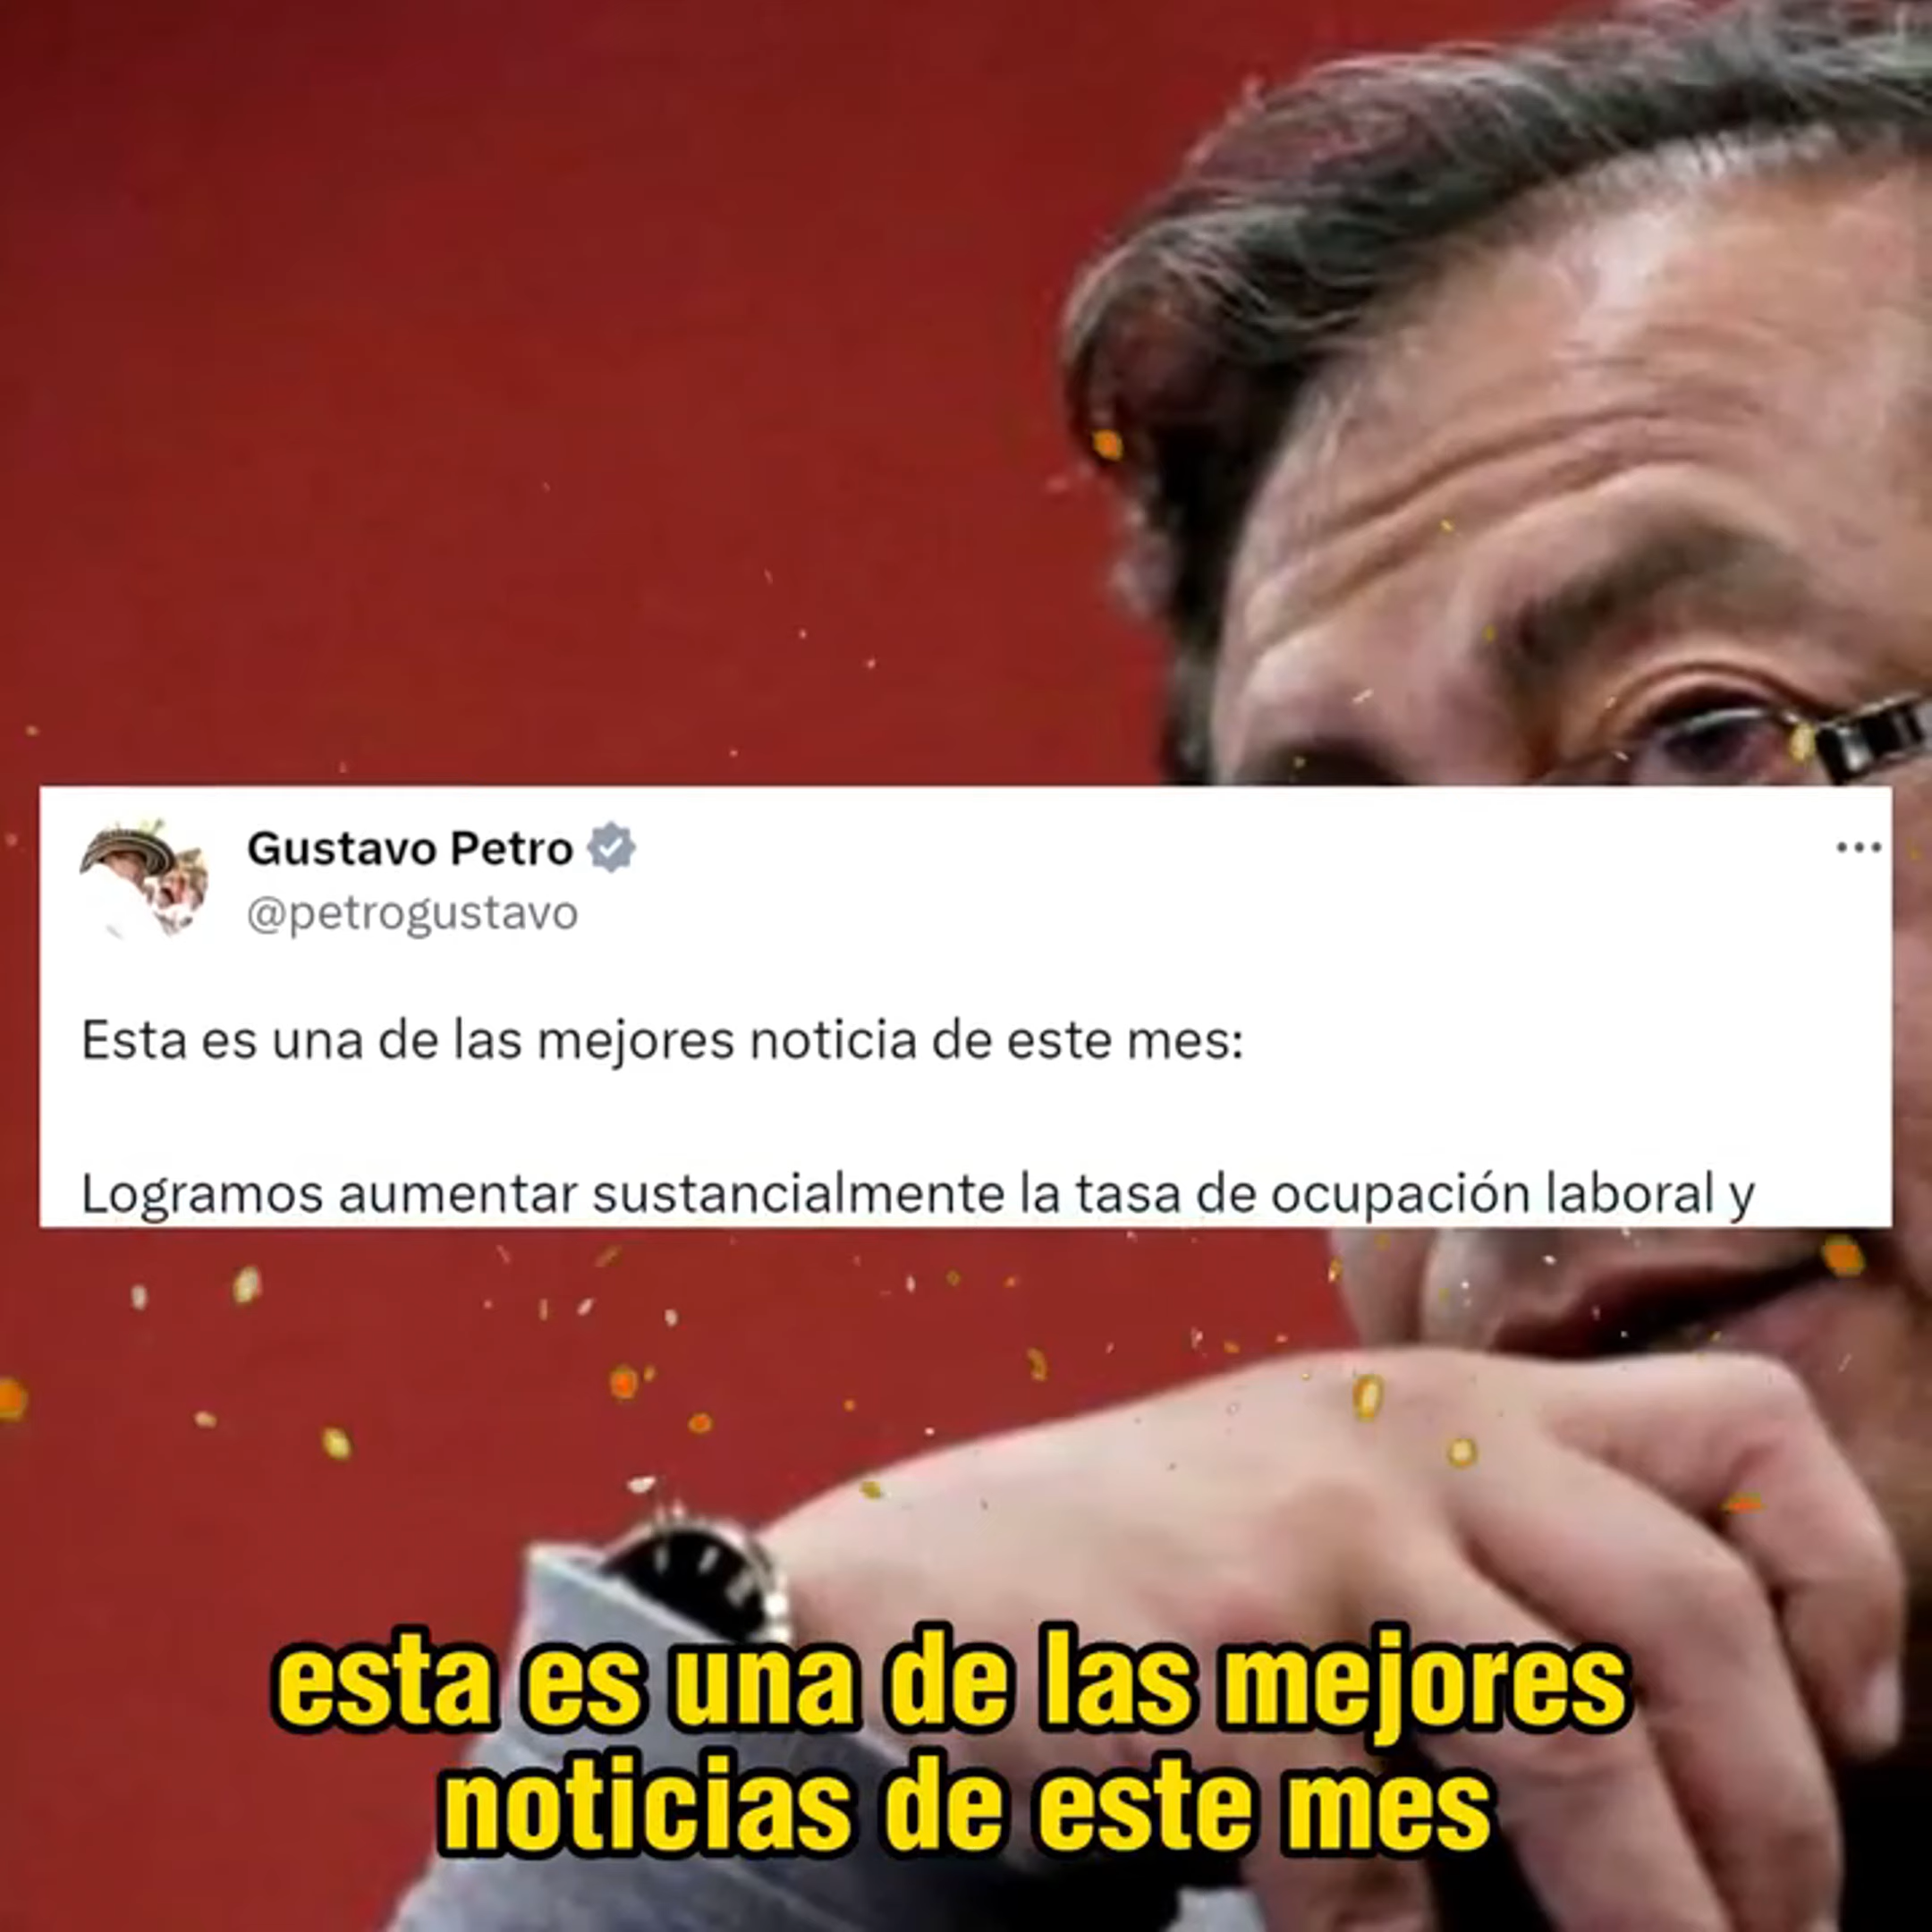 Gustavo Petro
@petrogustavo
Esta es una de las mejores noticia de este mes:
Logramos aumentar sustancialmente la tasa de ocupación laboral y
esta es una de las mejores
noticias de este mes